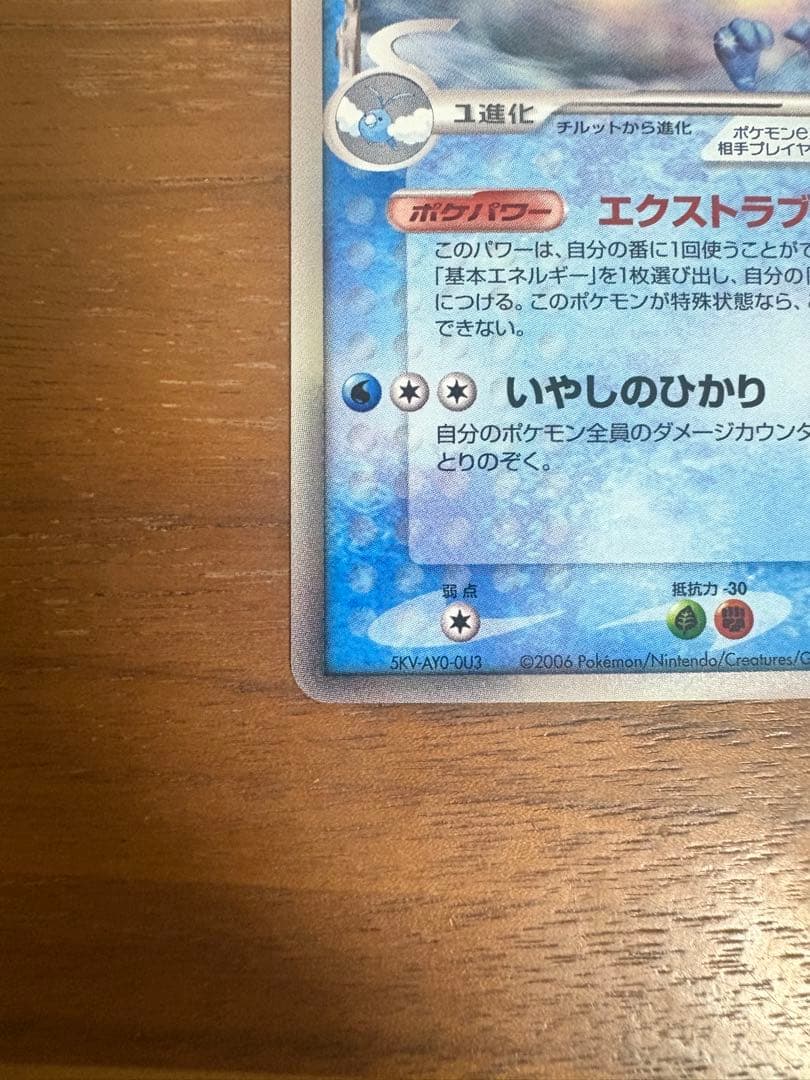 1進化
チルットから進化
ポケモンe
相手プレイヤ
ポケパワー エクストラブ
このパワーは、自分の番に1回使うことがで
「基本エネルギー」を1枚選び出し、自分の「
につける。このポケモンが特殊状態なら、
できない。
いやしのひかり
自分のポケモン全員のダメージカウンタ
とりのぞく。
弱点 抵抗力 -30
5KV-AY0-0U3 ©2006 Pokémon/Nintendo/Creatures/G